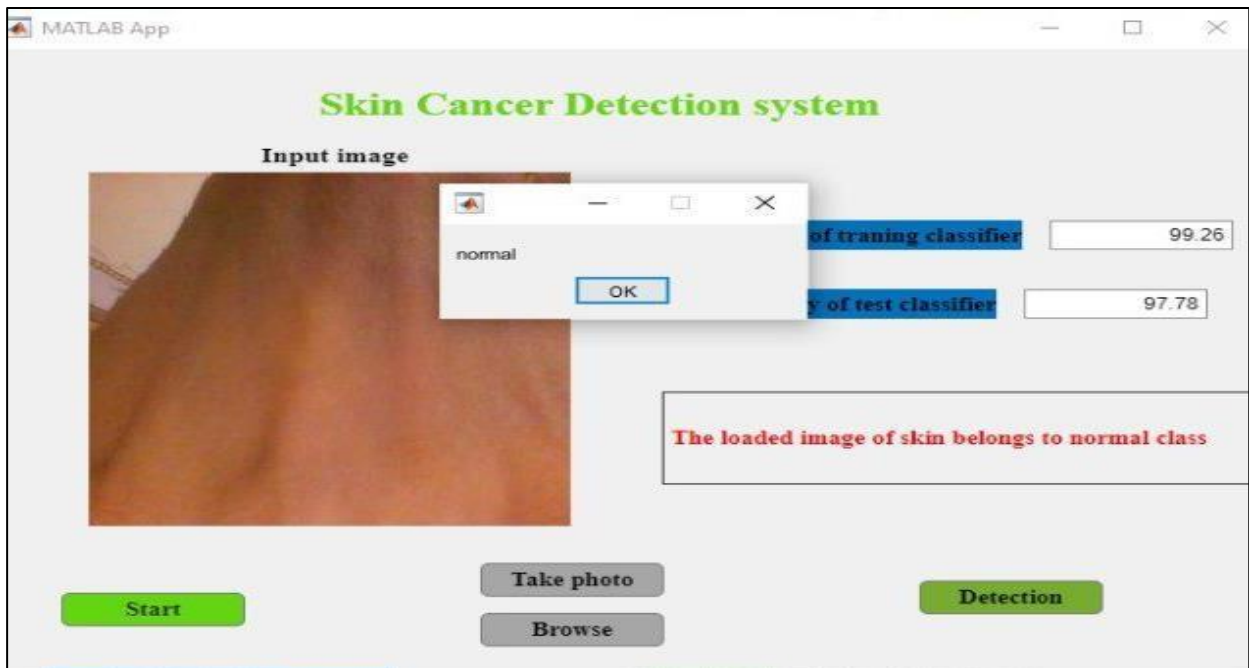 MATLAB App
Skin Cancer Detection system
Input image
normal
OK
of traning classifier
99.26
of test classifier
97.78
The loaded image of skin belongs to normal class
Take photo
Start
Detection
Browse